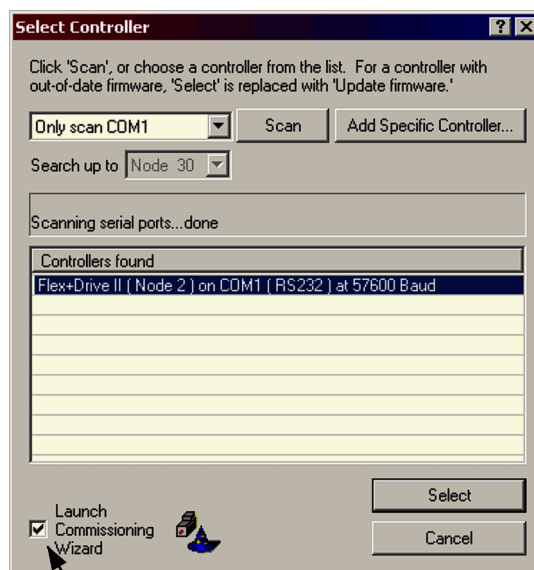 Select Controller
Click 'Scan', or choose a controller from the list. For a controller with
out-of-date firmware, 'Select' is replaced with 'Update firmware.'
Only scan COM1 Scan Add Specific Controller...
Search up to Node 30
Scanning serial ports...done
Controllers found
Flex+Drive II ( Node 2 ) on COM1 ( RS232 ) at 57600 Baud
Select
Launch
Commissioning
Wizard
Cancel